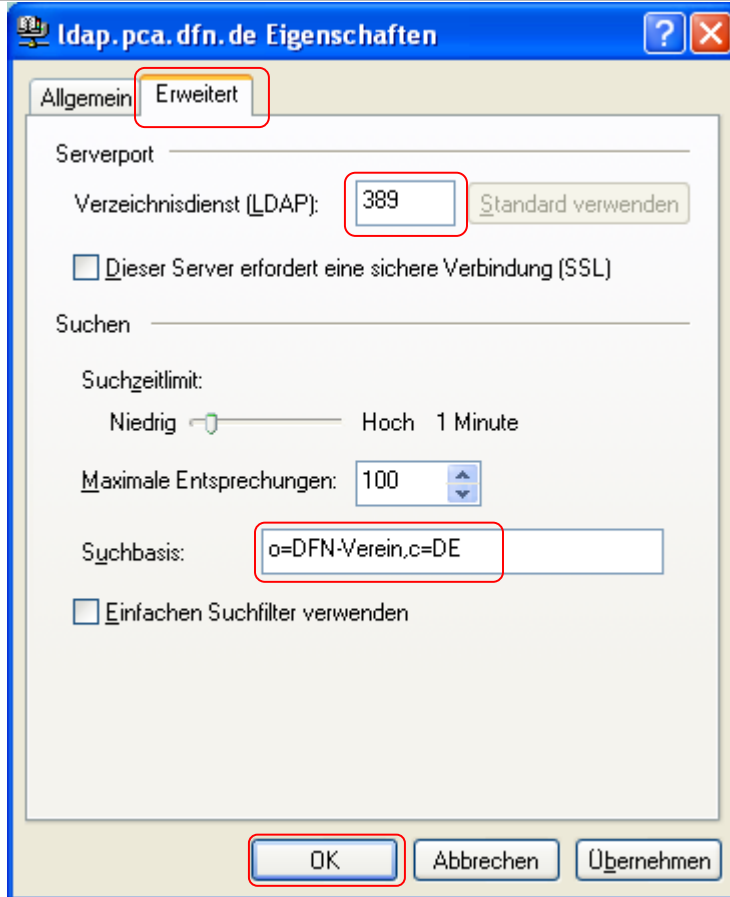 ldap.pca.dfn.de Eigenschaften
?
Allgemein Erweitert
Serverport
Verzeichnisdienst (LDAP): 389 Standard verwenden
Dieser Server erfordert eine sichere Verbindung (SSL)
Suchen
Suchzeitlimit:
Niedrig Hoch 1 Minute
Maximale Entsprechungen: 100
Suchbasis: o=DFN-Verein,c=DE
Einfachen Suchfilter verwenden
OK Abbrechen Übernehmen